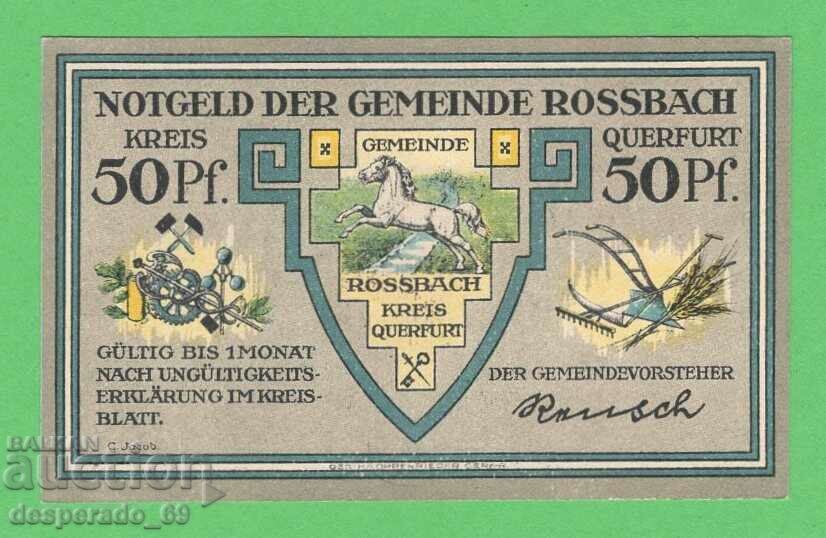 NOTGELD DER GEMEINDE ROSSBACH
KREIS
QUERFURT
50 Pf.
50 Pf.
GEMEINDE
ROSSBACH
KREIS
QUERFURT
GÜLTIG BIS 1 MONAT
NACH UNGÜLTIGKEITS-
ERKLÄRUNG IM KREIS-
BLATT.
DER GEMEINDEVORSTEHER
Reusch
C. Jacob.
BALKAN
auction
desperado_69